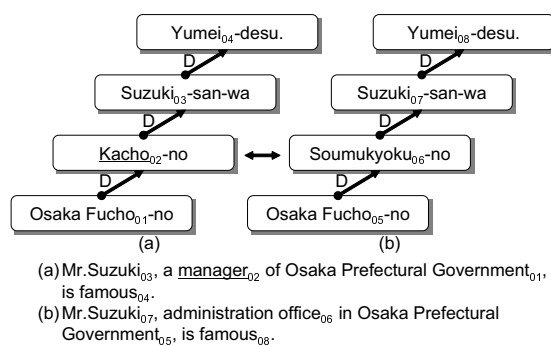 Yumei04-desu. Yumei08-desu.
D D
Suzuki03-san-wa Suzuki07-san-wa
D D
Kacho02-no Soumukyoku06-no
D D
Osaka Fucho01-no Osaka Fucho05-no
(a) (b)
(a) Mr.Suzuki03, a manager02 of Osaka Prefectural Government01,
is famous04.
(b) Mr.Suzuki07, administration office06 in Osaka Prefectural
Government05, is famous08.